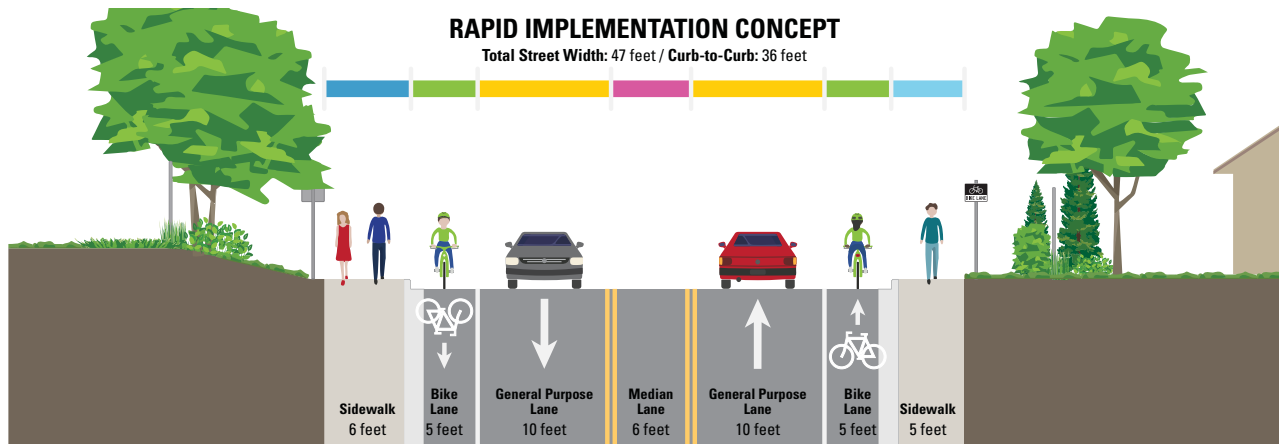 RAPID IMPLEMENTATION CONCEPT
Total Street Width: 47 feet / Curb-to-Curb: 36 feet
BIKE LANE
Sidewalk
6 feet
Bike
Lane
5 feet
General Purpose
Lane
10 feet
Median
Lane
6 feet
General Purpose
Lane
10 feet
Bike
Lane
5 feet
Sidewalk
5 feet